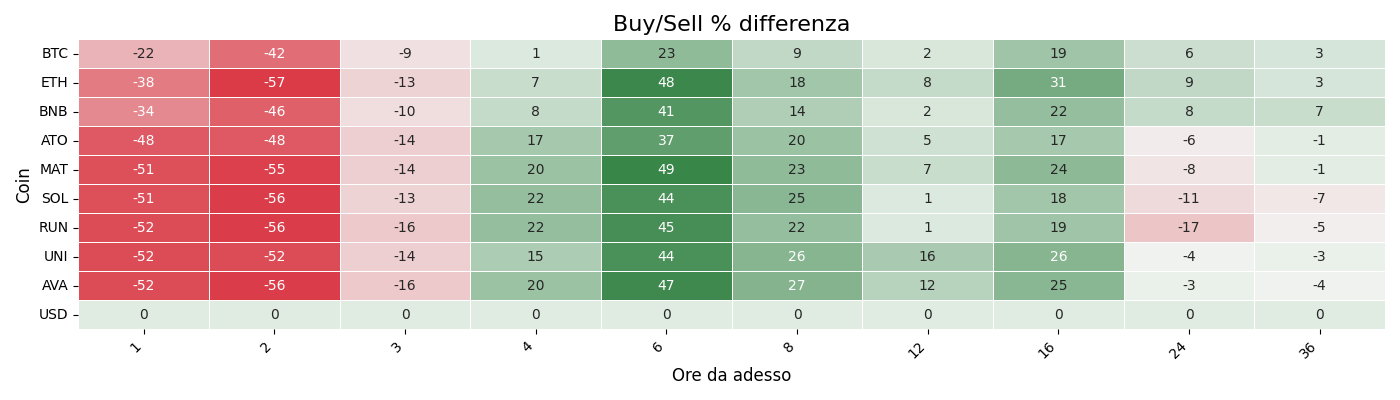 Buy/Sell % differenza
Coin
BTC -22 -42 -9 1 23 9 2 19 6 3
ETH -38 -57 -13 7 48 18 8 31 9 3
BNB -34 -46 -10 8 41 14 2 22 8 7
ATO -48 -48 -14 17 37 20 5 17 -6 -1
MAT -51 -55 -14 20 49 23 7 24 -8 -1
SOL -51 -56 -13 22 44 25 1 18 -11 -7
RUN -52 -56 -16 22 45 22 1 19 -17 -5
UNI -52 -52 -14 15 44 26 16 26 -4 -3
AVA -52 -56 -16 20 47 27 12 25 -3 -4
USD 0 0 0 0 0 0 0 0 0 0
1 2 3 4 6 8 12 16 24 36
Ore da adesso